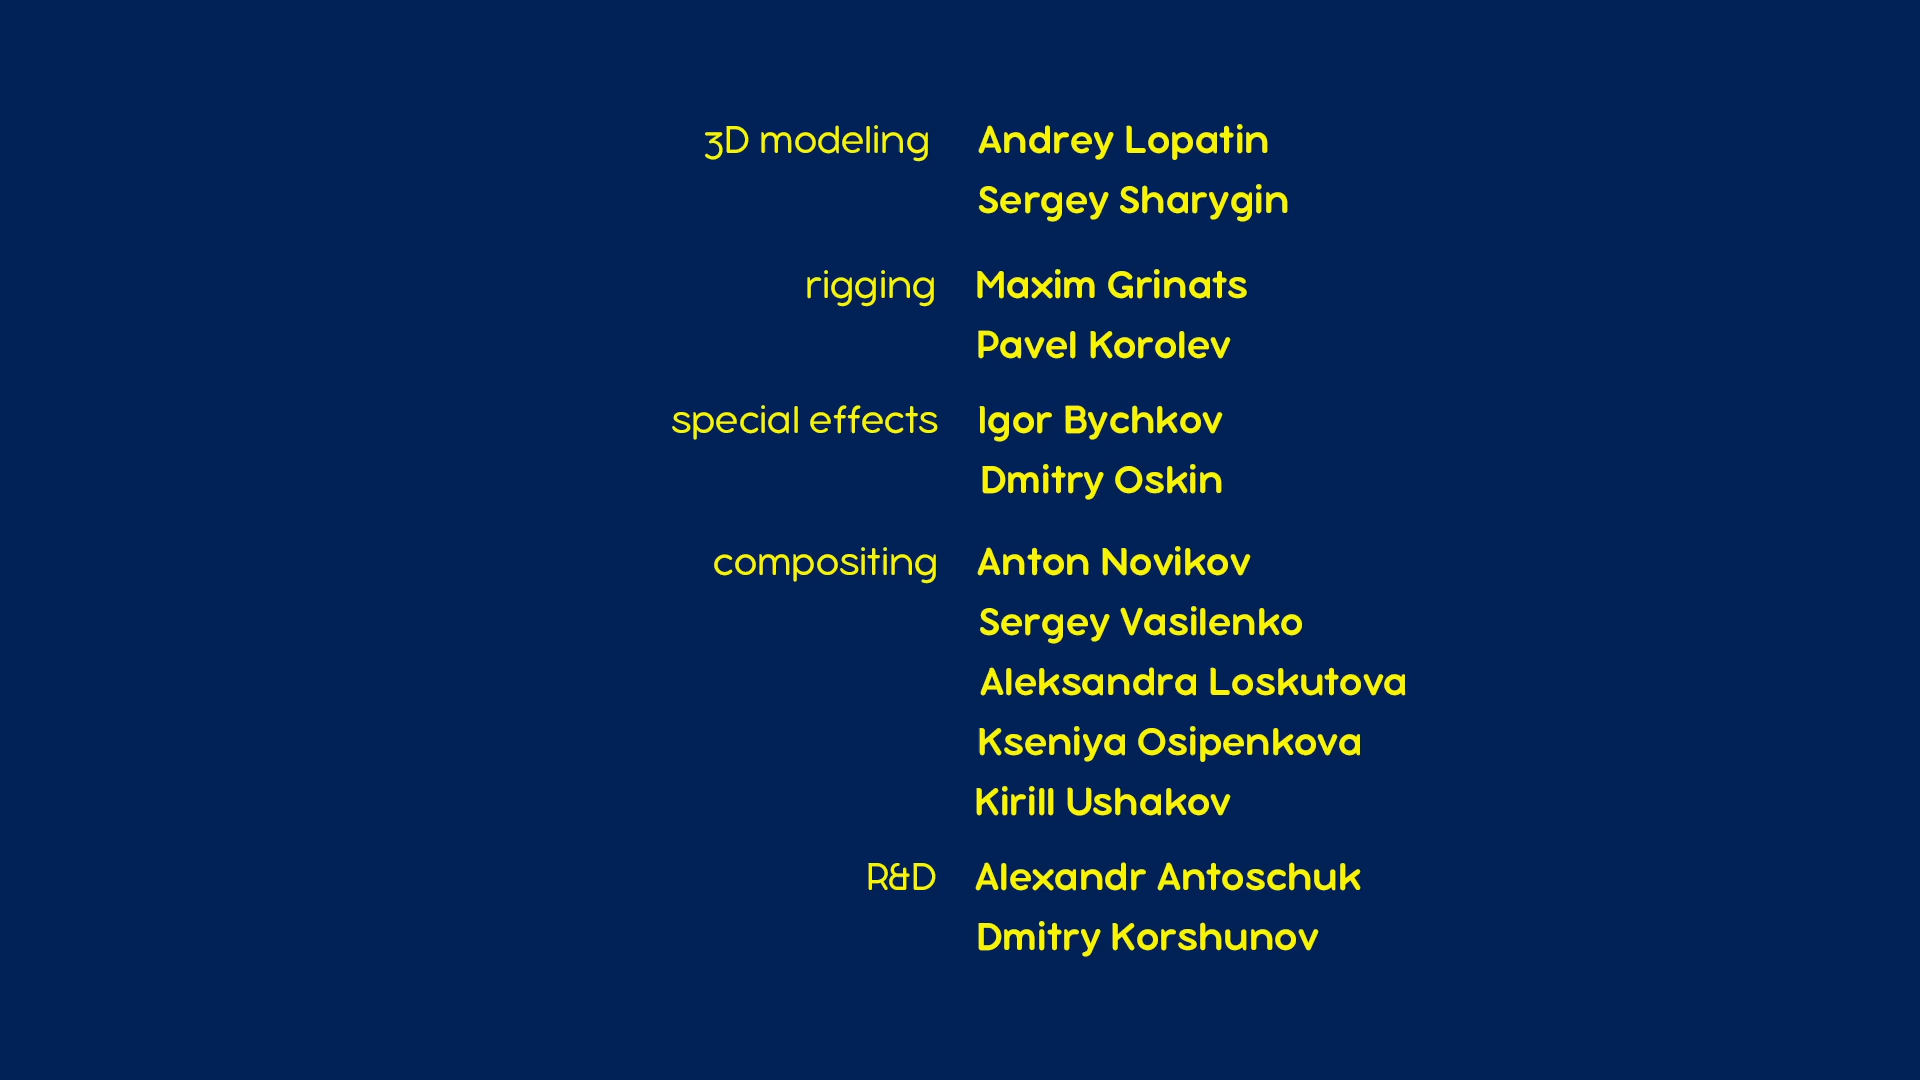 3D modeling Andrey Lopatin
Sergey Sharygin
rigging Maxim Grinats
Pavel Korolev
special effects Igor Bychkov
Dmitry Oskin
compositing Anton Novikov
Sergey Vasilenko
Aleksandra Loskutova
Kseniya Osipenkova
Kirill Ushakov
R&D Alexandr Antoschuk
Dmitry Korshunov